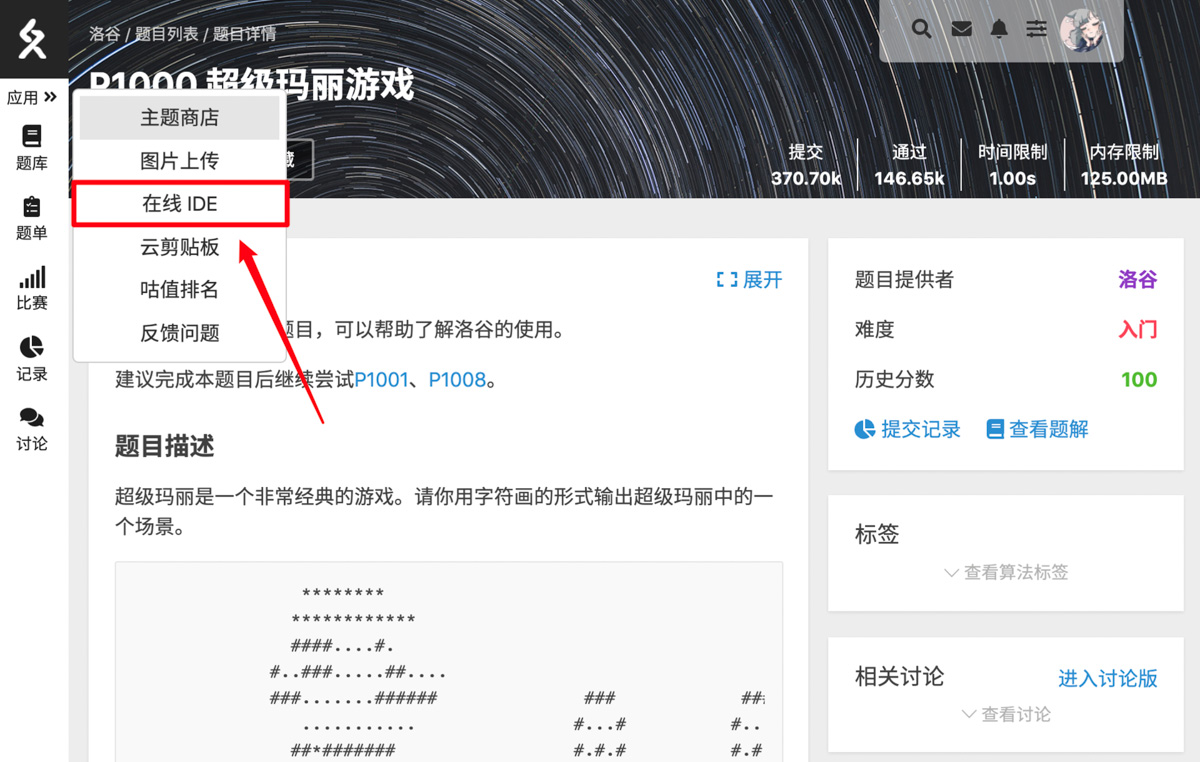 洛谷 / 题目列表 / 题目详情
P1000 超级玛丽游戏
应用
题库
题单
比赛
记录
讨论
主题商店
图片上传
在线 IDE
云剪贴板
咕值排名
反馈问题
提交
370.70k
通过
146.65k
时间限制
1.00s
内存限制
125.00MB
展开
题目，可以帮助了解洛谷的使用。
建议完成本题目后继续尝试P1001、P1008。
题目描述
超级玛丽是一个非常经典的游戏。请你用字符画的形式输出超级玛丽中的一
个场景。
********
************
####....#.
#..###.....##....
###.......###### ### ###
........... #...# #..
##*####### #.#.# #.#
题目提供者 洛谷
难度 入门
历史分数 100
提交记录 查看题解
标签
查看算法标签
相关讨论 进入讨论版
查看讨论